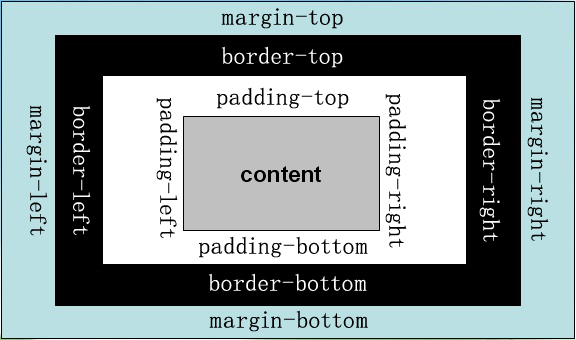 margin-top
border-top
padding-top
margin-left
border-left
padding-left
content
padding-right
border-right
margin-right
padding-bottom
border-bottom
margin-bottom